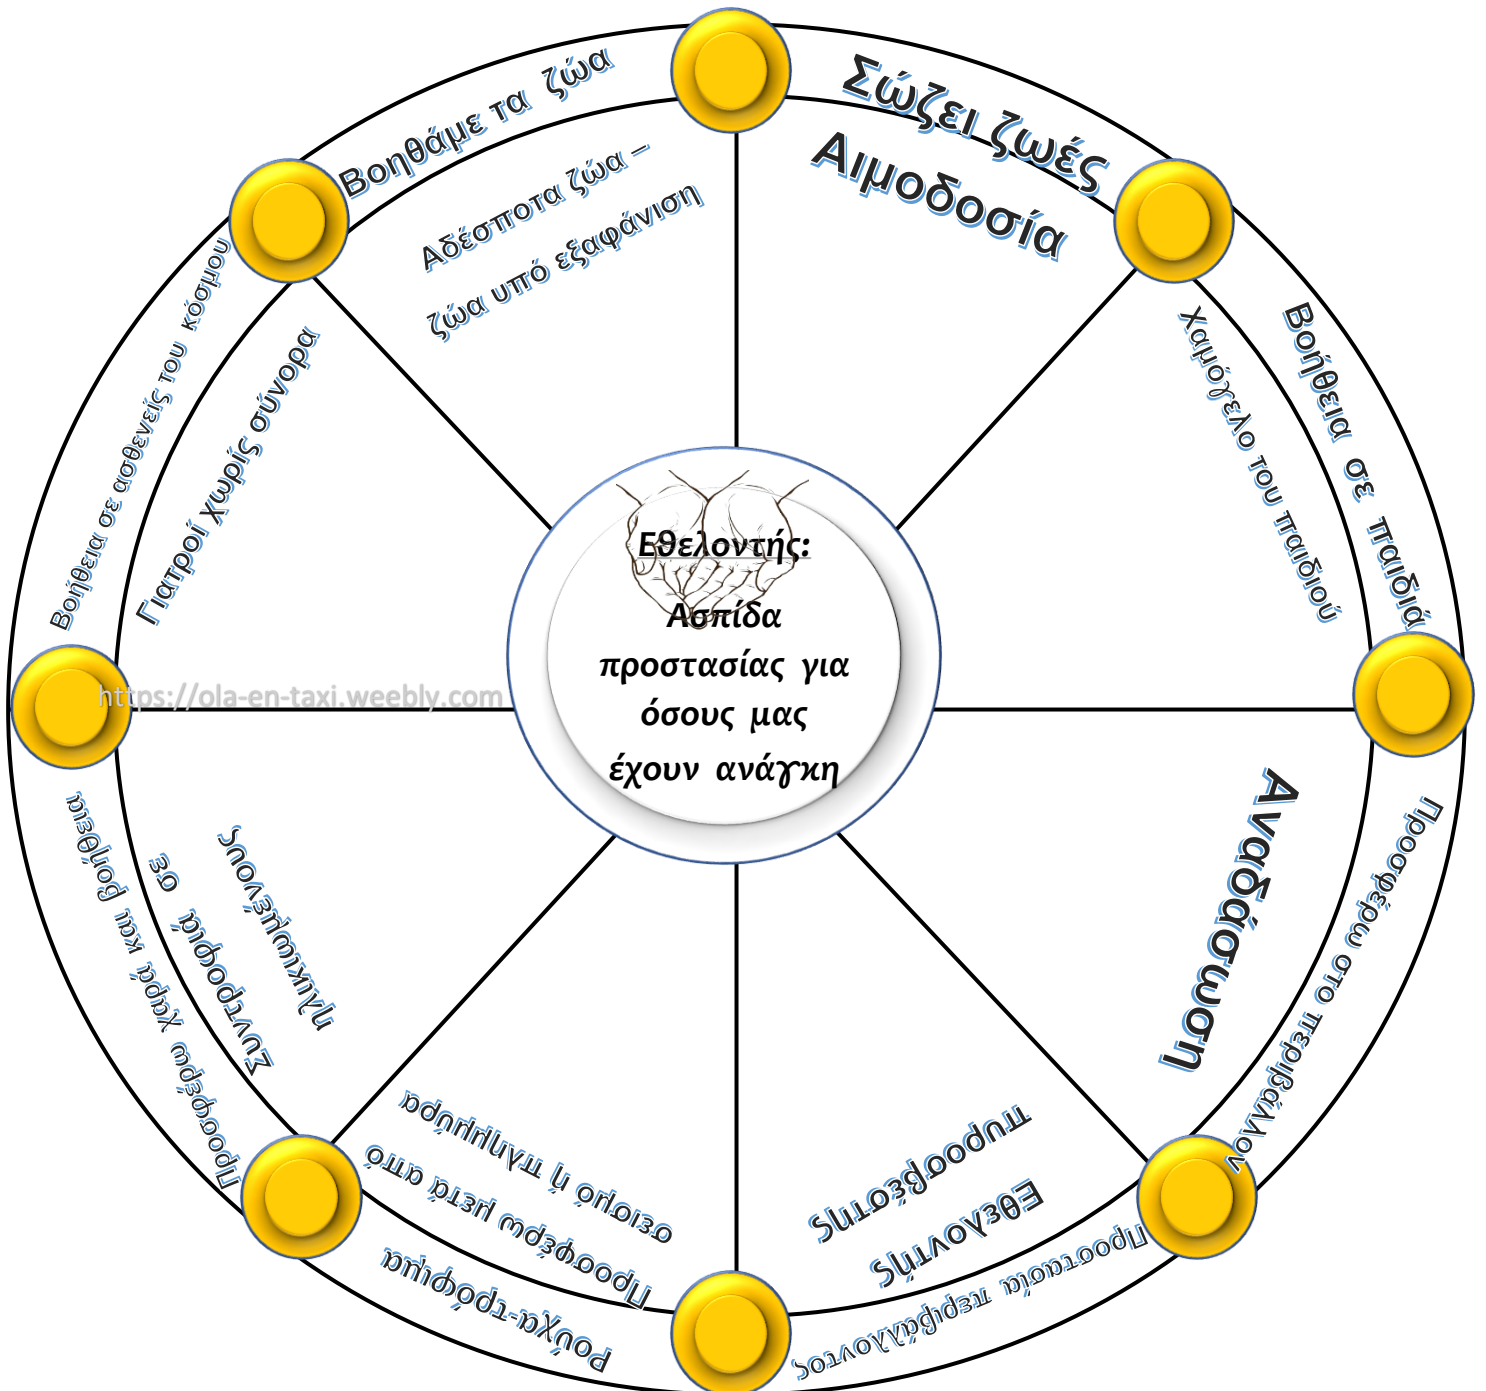 Σώζει ζωές
Αιμοδοσία
Βοήθεια σε παιδιά
Χαμόγελο του παιδιού
Προσφέρω στο περιβάλλον
Αναδάσωση
Προστασία περιβάλλοντος
Εθελοντής
πυροσβέστης
Ρούχα-τρόφιμα
Προσφέρω μετά από
σεισμό ή πλημμύρα
Προσφέρω χαρά και βοήθεια
Συντροφιά σε
ηλικιωμένους
Βοήθεια σε ασθενείς του κόσμου
Γιατροί χωρίς σύνορα
Βοηθάμε τα ζώα
Αδέσποτα ζώα –
ζώα υπό εξαφάνιση
Εθελοντής:
Ασπίδα
προστασίας για
όσους μας
έχουν ανάγκη
https://ola-en-taxi.weebly.com